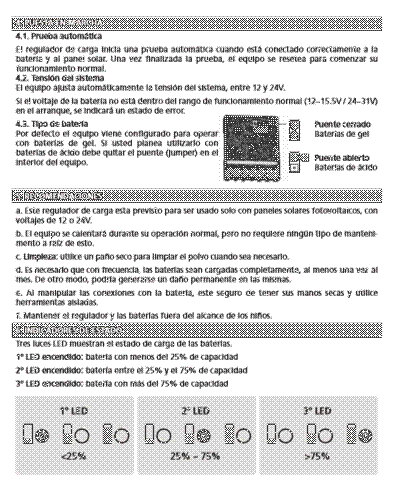 4.1. Prueba automática
El regulador de carga inicia una prueba automática cuando está conectado correctamente a la
batería y al panel solar. Una vez finalizada la prueba, el equipo se resetea para comenzar su
funcionamiento normal.
4.2. Tensión del sistema
El equipo ajusta automáticamente la tensión del sistema, entre 12 y 24V.
Si el voltaje de la batería no está dentro del rango de funcionamiento normal (12–15.5V / 24–31V)
en el arranque, se indicará un estado de error.
4.3. Tipo de batería
Por defecto el equipo viene configurado para operar
con baterías de gel. Si usted planea utilizarlo con
baterías de ácido debe quitar el puente (jumper) en el
interior del equipo.
Puente cerrado
Baterías de gel
Puente abierto
Baterías de ácido
a. Este regulador de carga esta previsto para ser usado solo con paneles solares fotovoltaicos, con
voltajes de 12 o 24V.
b. El equipo se calentará durante su operación normal, pero no requiere ningún tipo de manteni-
mento a raíz de esto.
c. Limpieza: utilice un paño seco para limpiar el polvo cuando sea necesario.
d. Es necesario que con frecuencia, las baterías sean cargadas completamente, al menos una vez al
mes. De otro modo, podría generarse un daño permanente en las mismas.
e. Al manipular las conexiones con la batería, este seguro de tener sus manos secas y utilice
herramientas aisladas.
f. Mantener el regulador y las baterías fuera del alcance de los niños.
Tres luces LED muestran el estado de carga de las baterías.
1º LED encendido: batería con menos del 25% de capacidad
2º LED encendido: batería entre el 25% y el 75% de capacidad
3º LED encendido: batería con más del 75% de capacidad
1º LED
2º LED
3º LED
<25%
25% – 75%
>75%